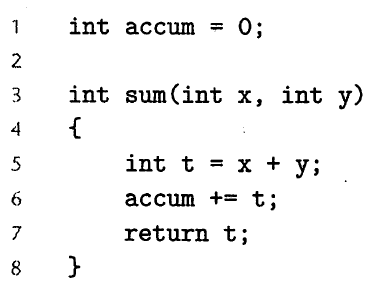 1 int accum = 0;
2
3 int sum(int x, int y)
4 {
5 int t = x + y;
6 accum += t;
7 return t;
8 }